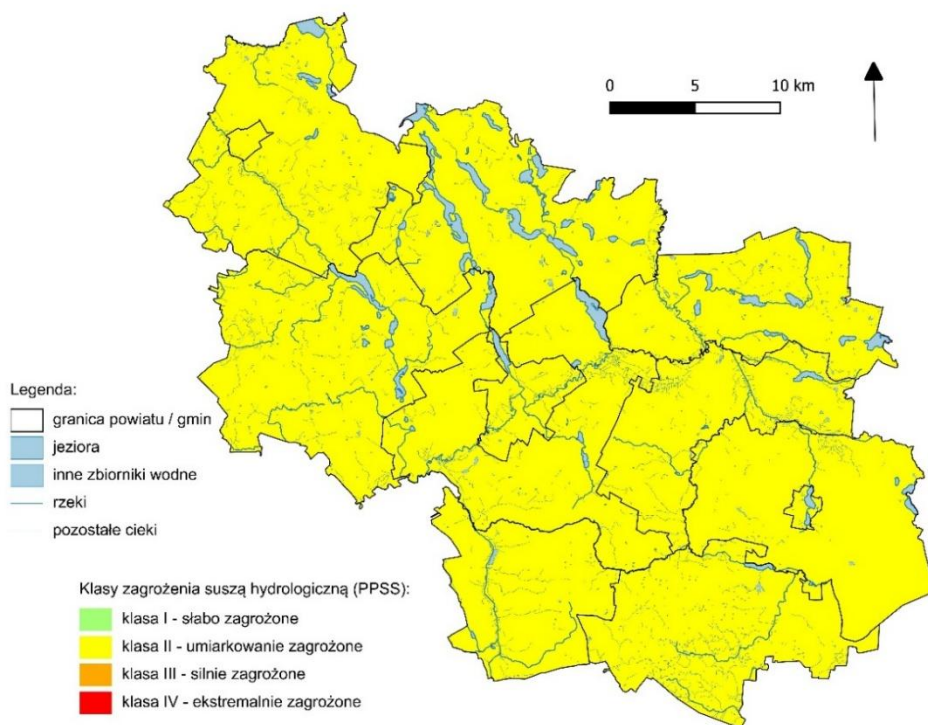 0 5 10 km
Legenda:
granica powiatu / gmin
jeziora
inne zbiorniki wodne
rzeki
pozostałe cieki
Klasy zagrożenia suszą hydrologiczną (PPSS):
klasa I - słabo zagrożone
klasa II - umiarkowanie zagrożone
klasa III - silnie zagrożone
klasa IV - ekstremalnie zagrożone